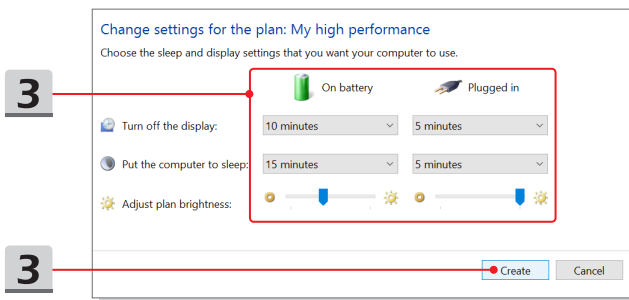 Change settings for the plan: My high performance
Choose the sleep and display settings that you want your computer to use.
3
On battery Plugged in
Turn off the display: 10 minutes 5 minutes
Put the computer to sleep: 15 minutes 5 minutes
Adjust plan brightness:
3
Create Cancel